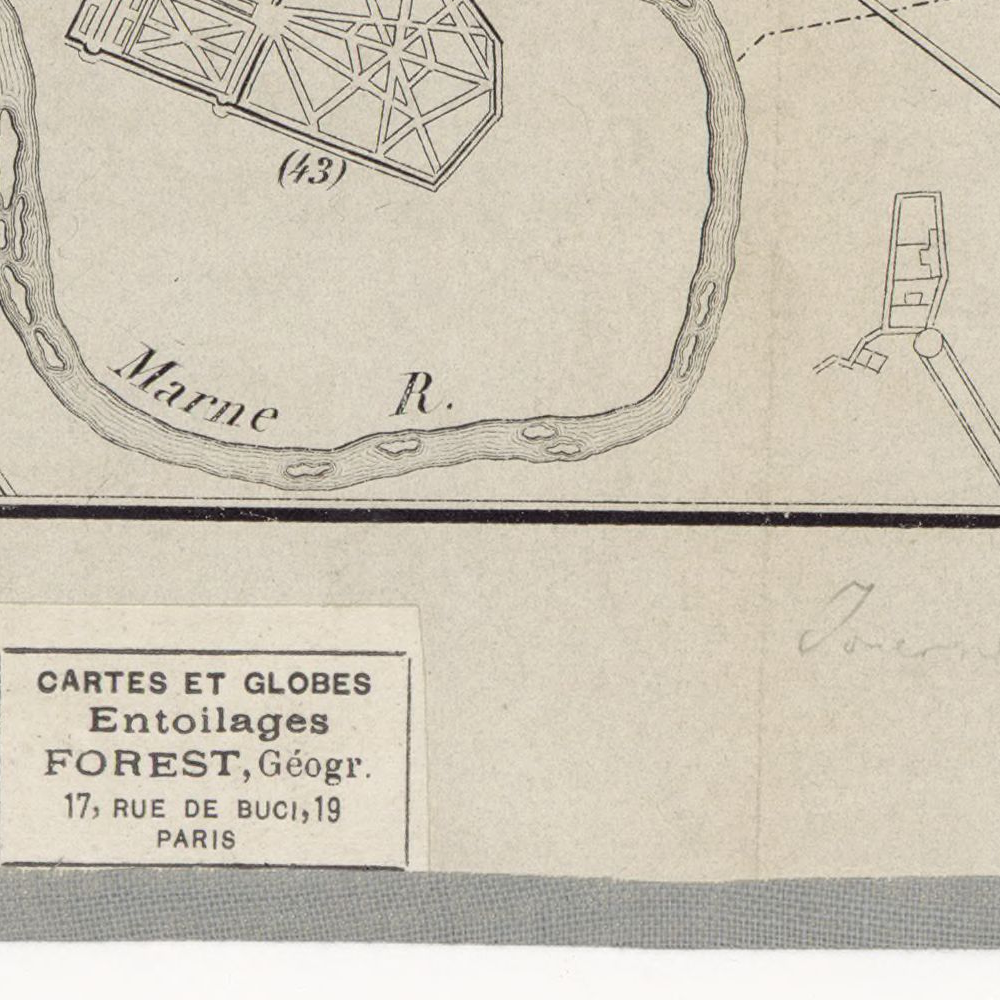 (43)
Marne R.
CARTES ET GLOBES
Entoilages
FOREST, Géogr.
17, RUE DE BUCI, 19
PARIS